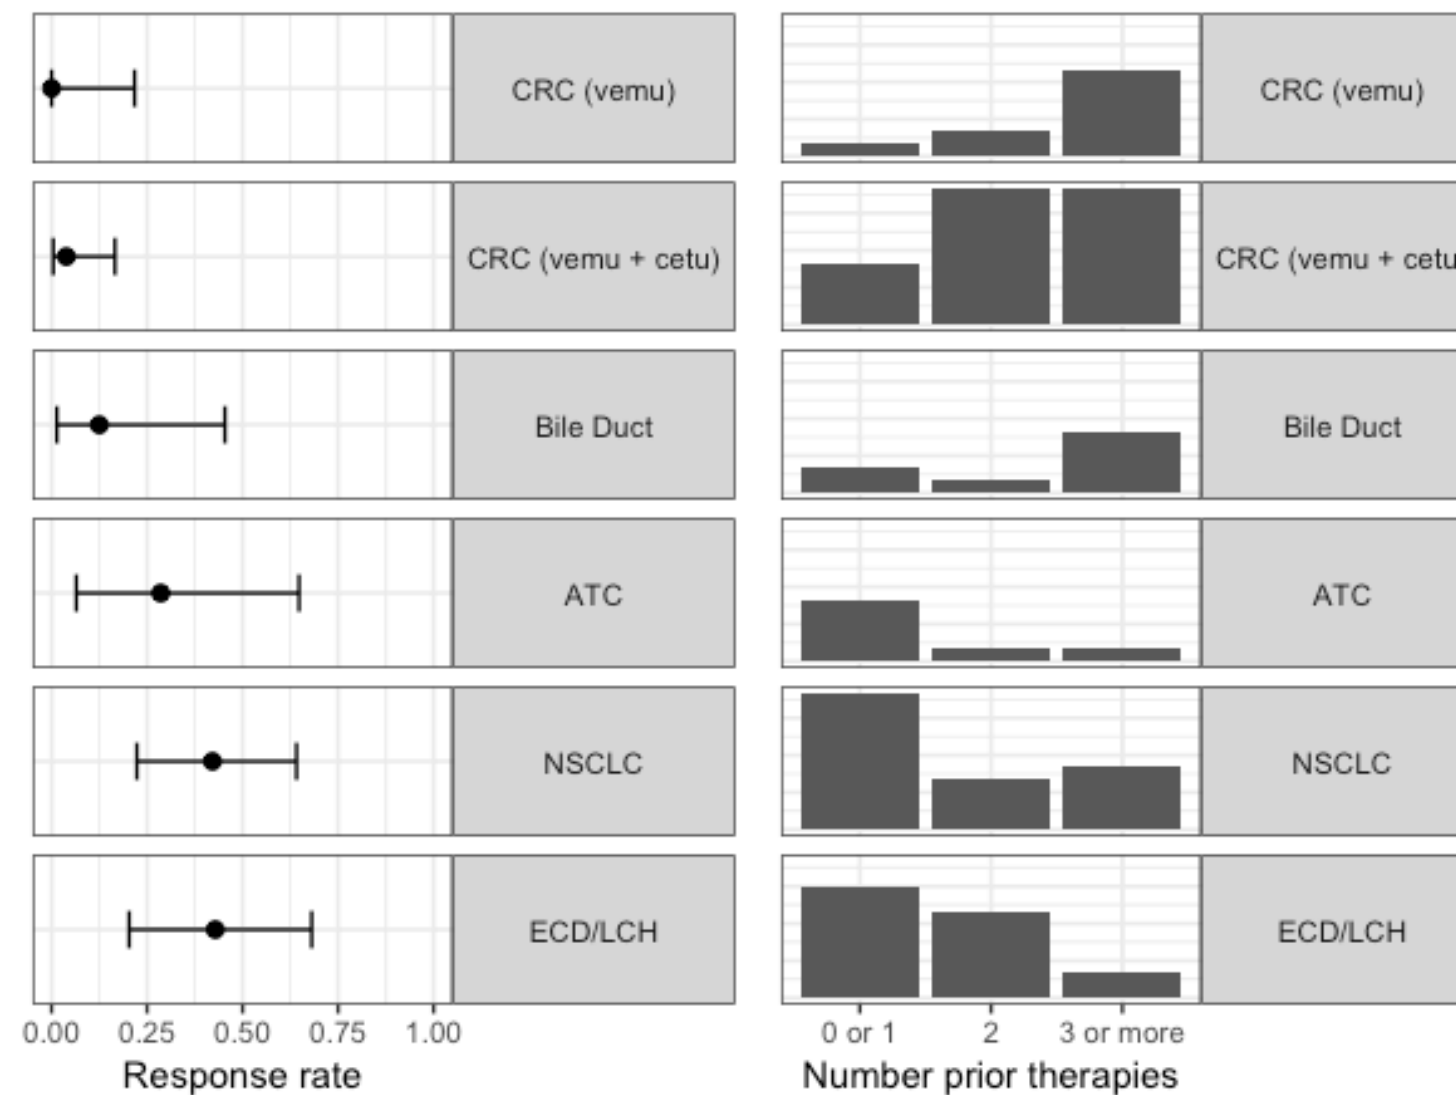 CRC (vemu)
CRC (vemu)
CRC (vemu + cetu)
CRC (vemu + cetu
Bile Duct
Bile Duct
ATC
ATC
NSCLC
NSCLC
ECD/LCH
ECD/LCH
0.00 0.25 0.50 0.75 1.00
0 or 1 2 3 or more
Response rate
Number prior therapies